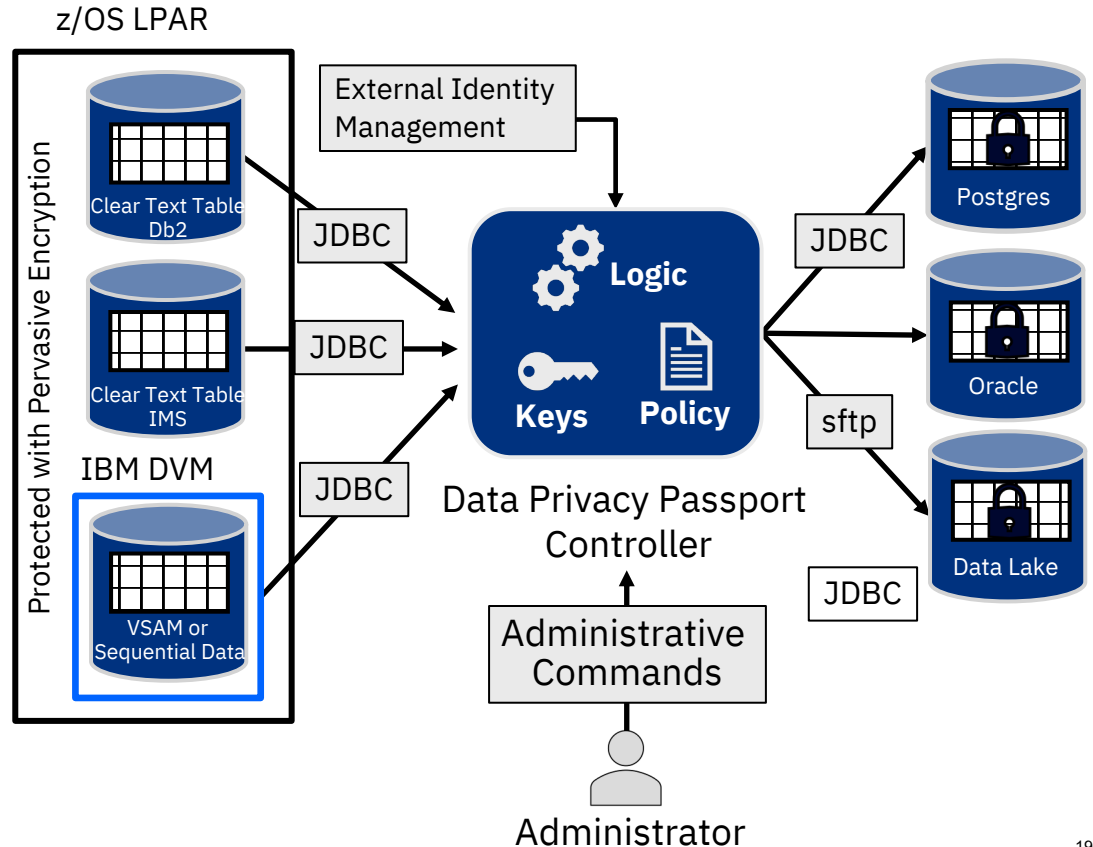 z/OS LPAR
Protected with Pervasive Encryption
Clear Text Table
Db2
Clear Text Table
IMS
IBM DVM
VSAM or
Sequential Data
JDBC
JDBC
JDBC
External Identity
Management
Logic
Keys
Policy
Data Privacy Passport
Controller
Administrative
Commands
Administrator
JDBC
sftp
JDBC
Postgres
Oracle
Data Lake
19